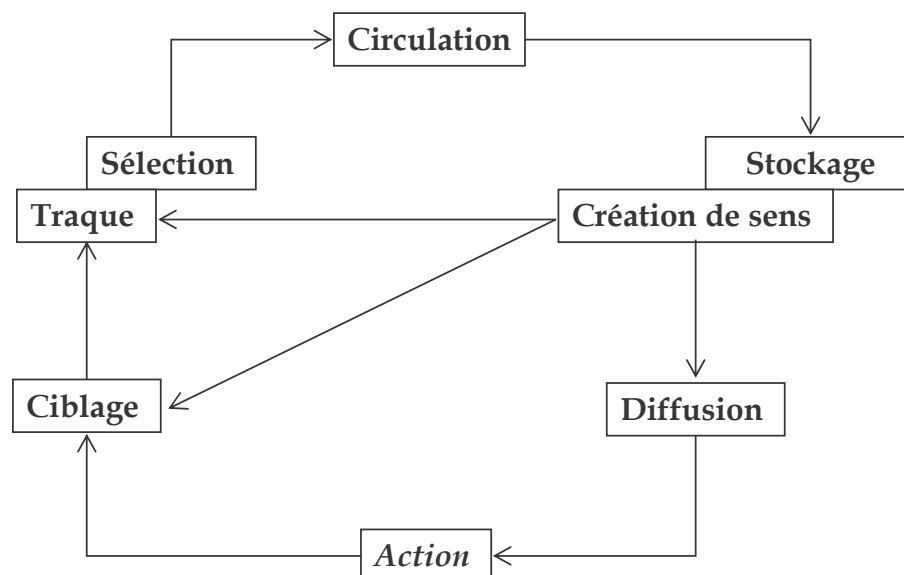 Circulation
Sélection
Stockage
Traque
Création de sens
Ciblage
Diffusion
Action